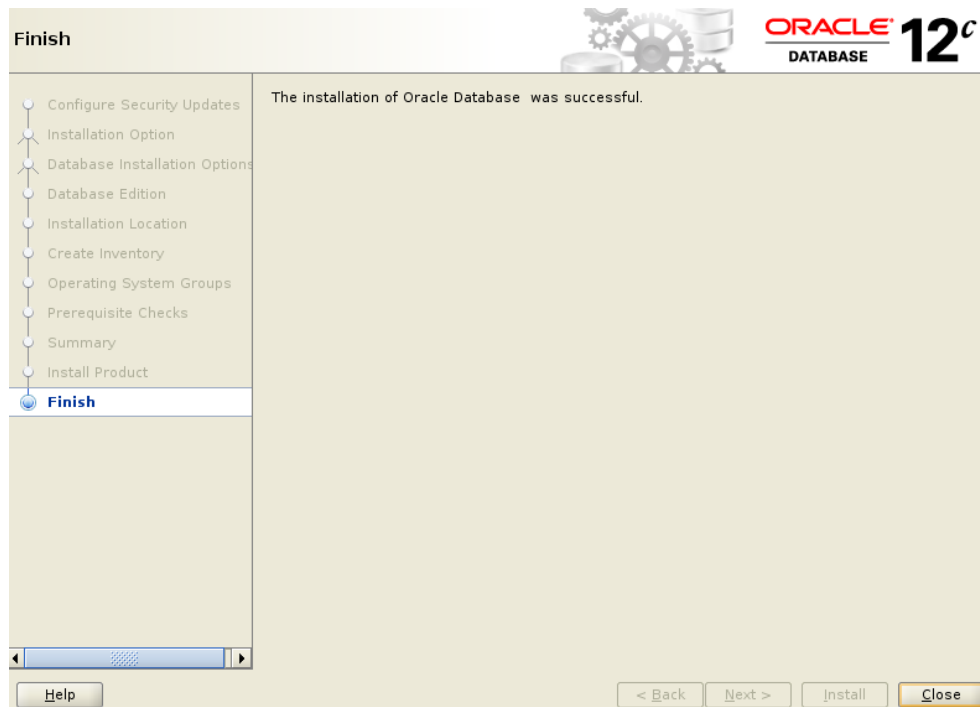 Finish
ORACLE
DATABASE
12c
Configure Security Updates
Installation Option
Database Installation Options
Database Edition
Installation Location
Create Inventory
Operating System Groups
Prerequisite Checks
Summary
Install Product
Finish
The installation of Oracle Database was successful.
Help
< Back
Next >
Install
Close